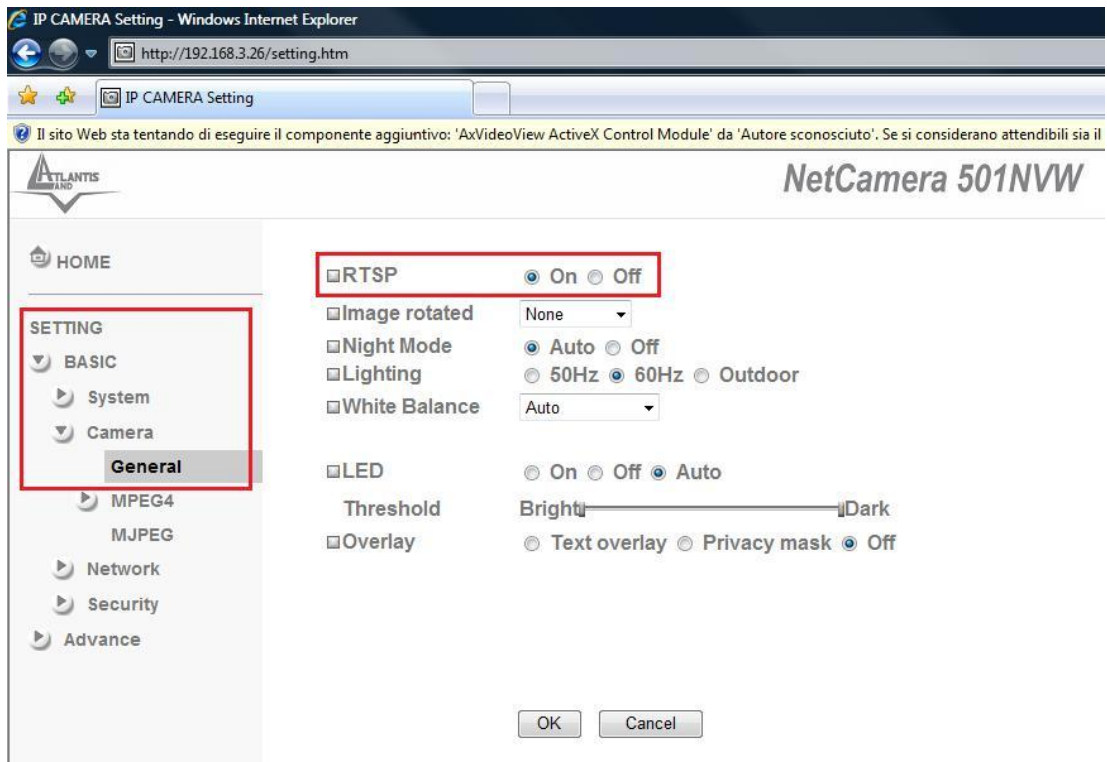 IP CAMERA Setting - Windows Internet Explorer
http://192.168.3.26/setting.htm
IP CAMERA Setting
Il sito Web sta tentando di eseguire il componente aggiuntivo: 'AxVideoView ActiveX Control Module' da 'Autore sconosciuto'. Se si considerano attendibili sia il
ATLANTIS
LAND
NetCamera 501NVW
HOME
SETTING
BASIC
System
Camera
General
MPEG4
MJPEG
Network
Security
Advance
RTSP On Off
Image rotated None
Night Mode Auto Off
Lighting 50Hz 60Hz Outdoor
White Balance Auto
LED On Off Auto
Threshold Bright Dark
Overlay Text overlay Privacy mask Off
OK Cancel